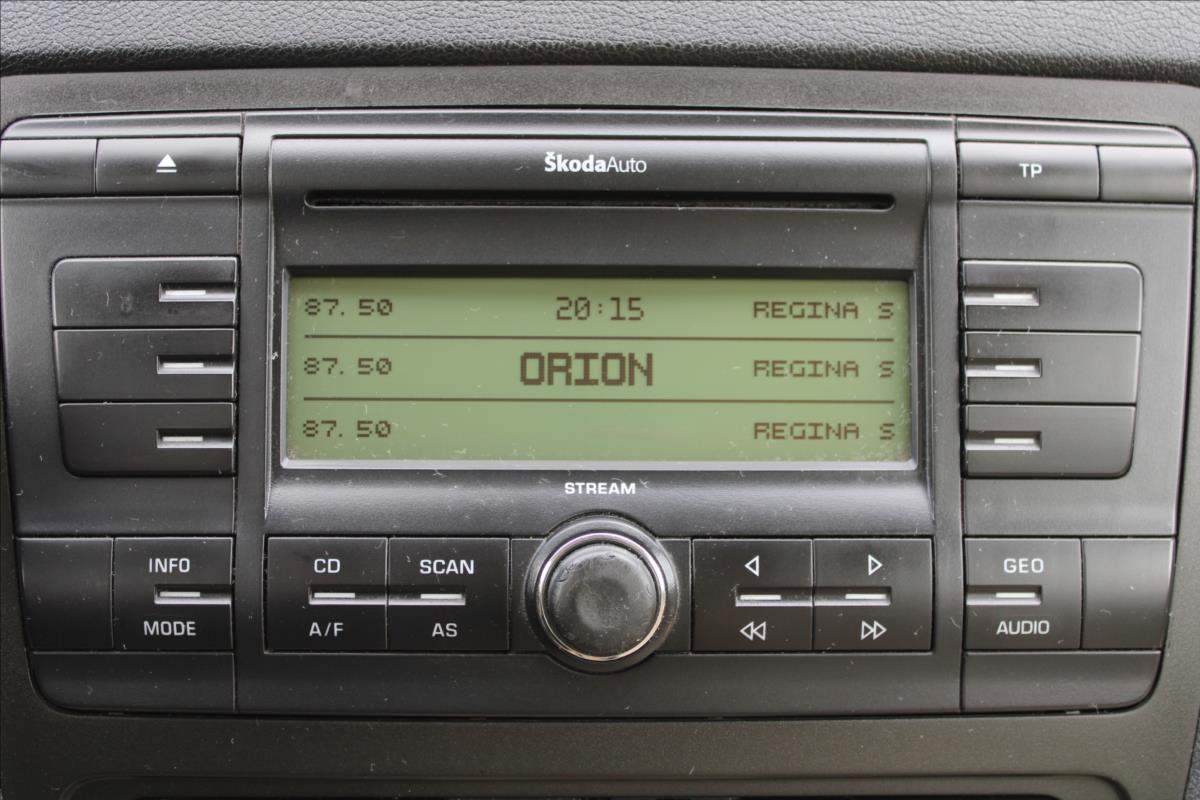 ŠkodaAuto
TP
87.50 20:15 REGINA S
87.50 ORION REGINA S
87.50 REGINA S
STREAM
INFO CD SCAN GEO
MODE A/F AS AUDIO